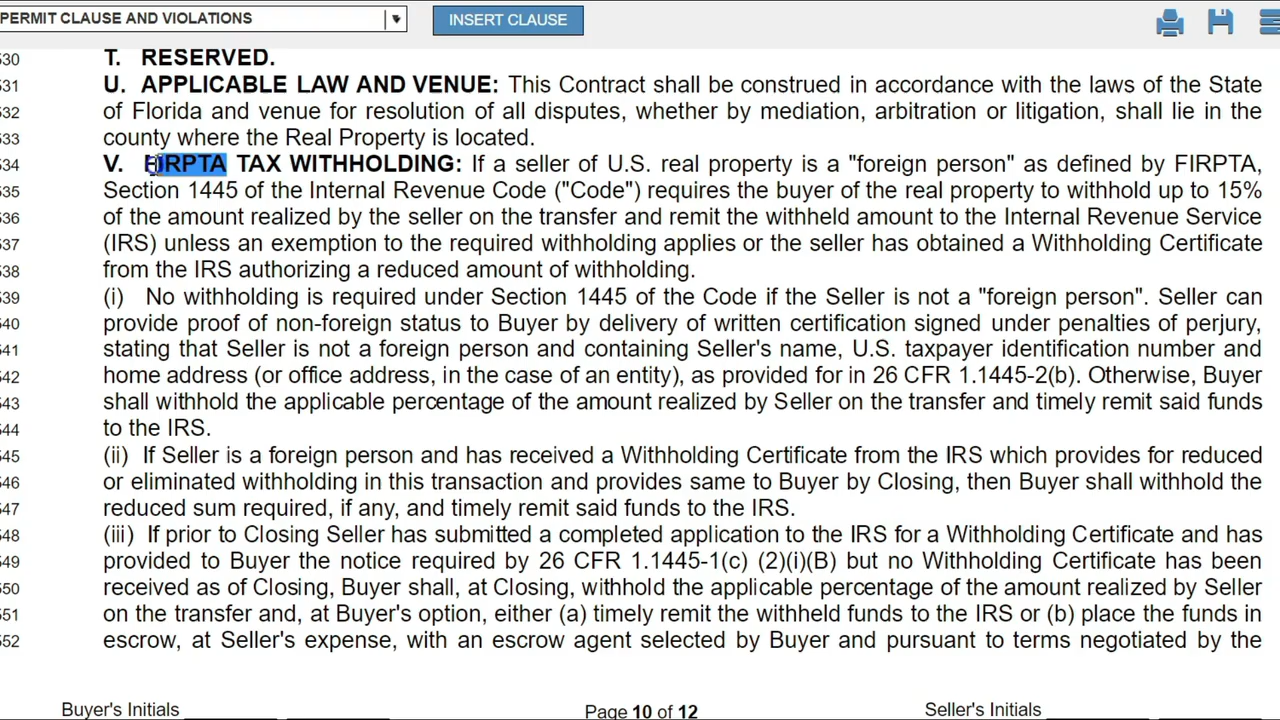 PERMIT CLAUSE AND VIOLATIONS INSERT CLAUSE
530 T. RESERVED.
531 U. APPLICABLE LAW AND VENUE: This Contract shall be construed in accordance with the laws of the State
532 of Florida and venue for resolution of all disputes, whether by mediation, arbitration or litigation, shall lie in the
533 county where the Real Property is located.
534 V. FIRPTA TAX WITHHOLDING: If a seller of U.S. real property is a "foreign person" as defined by FIRPTA,
535 Section 1445 of the Internal Revenue Code ("Code") requires the buyer of the real property to withhold up to 15%
536 of the amount realized by the seller on the transfer and remit the withheld amount to the Internal Revenue Service
537 (IRS) unless an exemption to the required withholding applies or the seller has obtained a Withholding Certificate
538 from the IRS authorizing a reduced amount of withholding.
539 (i) No withholding is required under Section 1445 of the Code if the Seller is not a "foreign person". Seller can
540 provide proof of non-foreign status to Buyer by delivery of written certification signed under penalties of perjury,
541 stating that Seller is not a foreign person and containing Seller's name, U.S. taxpayer identification number and
542 home address (or office address, in the case of an entity), as provided for in 26 CFR 1.1445-2(b). Otherwise, Buyer
543 shall withhold the applicable percentage of the amount realized by Seller on the transfer and timely remit said funds
544 to the IRS.
545 (ii) If Seller is a foreign person and has received a Withholding Certificate from the IRS which provides for reduced
546 or eliminated withholding in this transaction and provides same to Buyer by Closing, then Buyer shall withhold the
547 reduced sum required, if any, and timely remit said funds to the IRS.
548 (iii) If prior to Closing Seller has submitted a completed application to the IRS for a Withholding Certificate and has
549 provided to Buyer the notice required by 26 CFR 1.1445-1(c) (2)(i)(B) but no Withholding Certificate has been
550 received as of Closing, Buyer shall, at Closing, withhold the applicable percentage of the amount realized by Seller
551 on the transfer and, at Buyer's option, either (a) timely remit the withheld funds to the IRS or (b) place the funds in
552 escrow, at Seller's expense, with an escrow agent selected by Buyer and pursuant to terms negotiated by the
Buyer's Initials Page 10 of 12 Seller's Initials